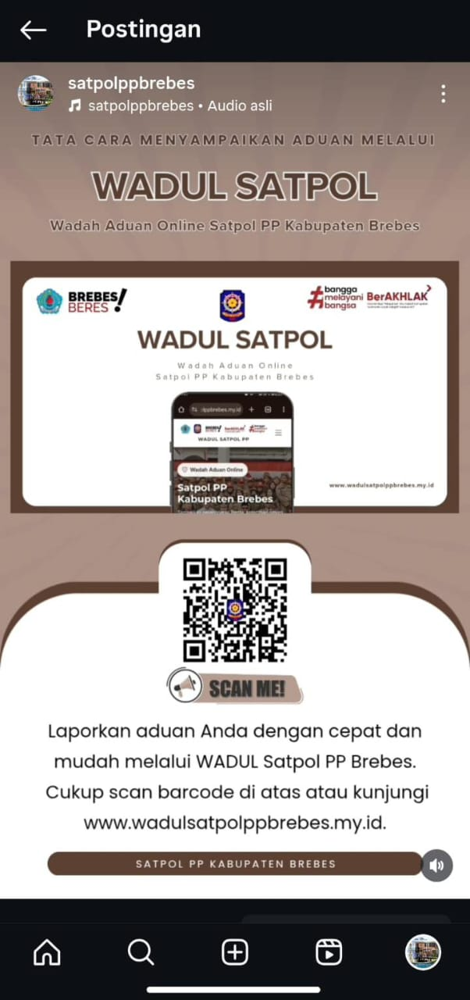 Postingan
satpolppbrebes
satpolppbrebes • Audio asli
TATA CARA MENYAMPAIKAN ADUAN MELALUI
WADUL SATPOL
Wadah Aduan Online Satpol PP Kabupaten Brebes
BREBES!
BERES
#bangga
melayani
bangsa
BerAKHLAK
WADUL SATPOL
Wadah Aduan Online
Satpol PP Kabupaten Brebes
lppbrebes.my.id
WADUL SATPOL PP
Wadah Aduan Online
Satpol PP
Kabupaten Brebes
www.wadulsatpolppbrebes.my.id
SCAN ME!
Laporkan aduan Anda dengan cepat dan
mudah melalui WADUL Satpol PP Brebes.
Cukup scan barcode di atas atau kunjungi
www.wadulsatpolppbrebes.my.id.
SATPOL PP KABUPATEN BREBES